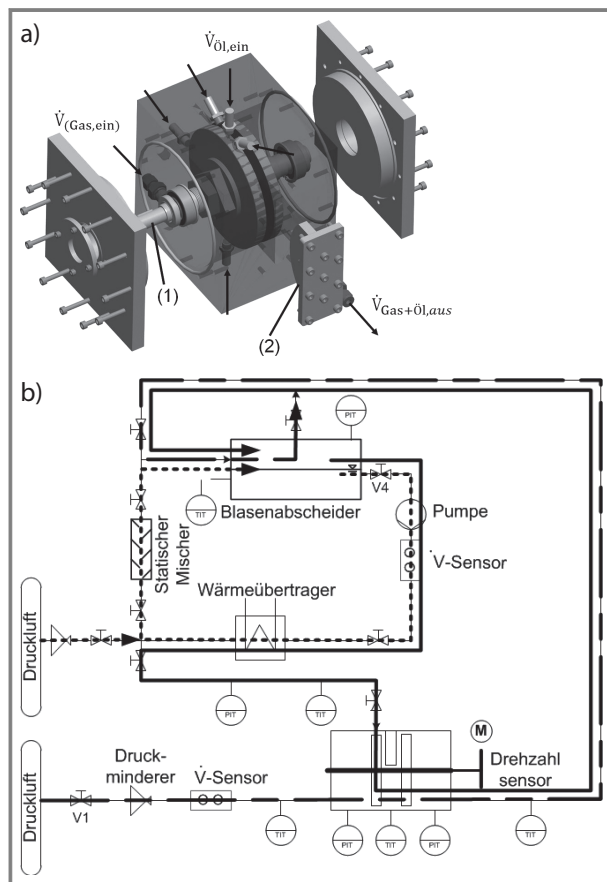 a)
V̇Öl,ein
V̇(Gas,ein)
(1)
(2)
V̇Gas+Öl,aus
b)
PIT
V4
TIT
Blasenabscheider
Pumpe
Statischer
Mischer
V̇-Sensor
Wärmeübertrager
Druckluft
PIT
TIT
M
Drehzahl
sensor
Druckluft
Druck-
minderer
V̇-Sensor
V1
TIT
PIT
TIT
PIT
TIT